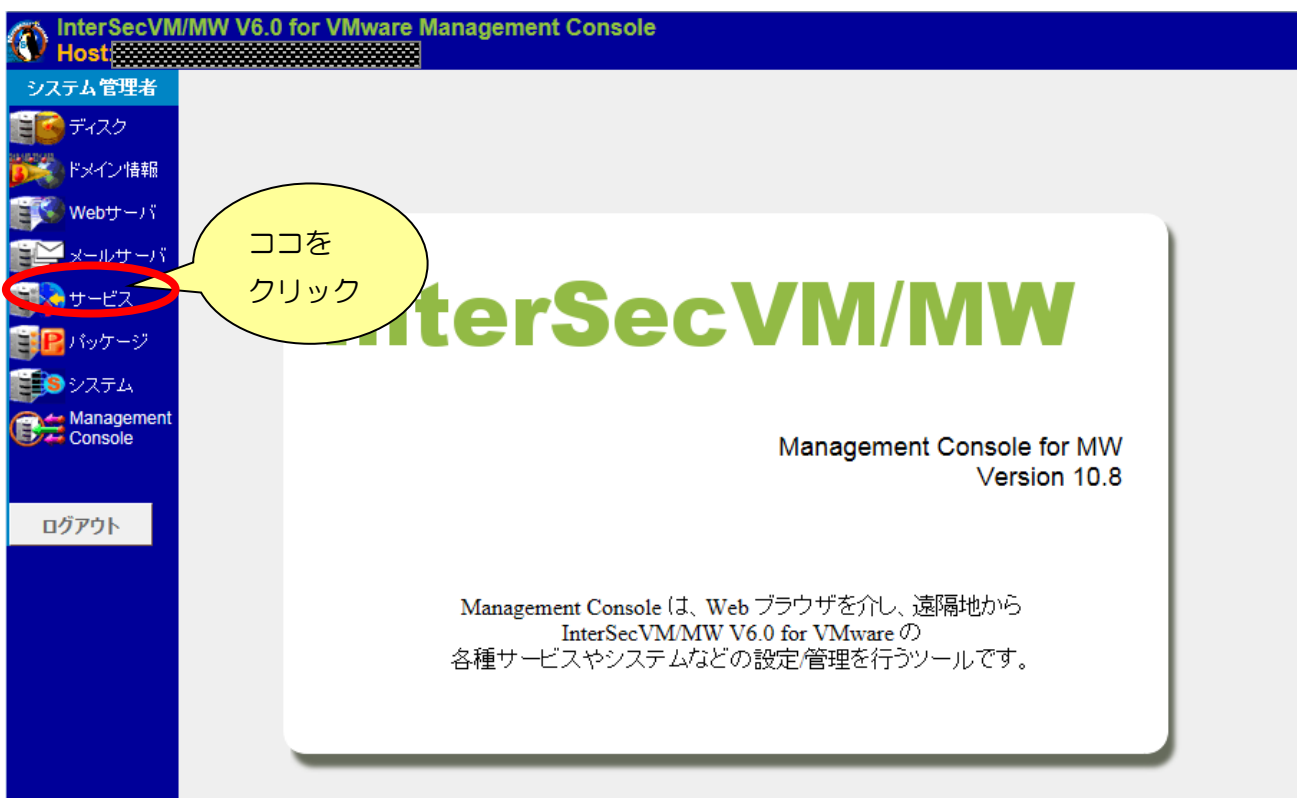 InterSecVM/MW V6.0 for VMware Management Console
Host:
システム管理者
ディスク
ドメイン情報
Webサーバ
メールサーバ
サービス
パッケージ
システム
Management
Console
ログアウト
ココを
クリック
terSecVM/MW
Management Console for MW
Version 10.8
Management Console は、Web ブラウザを介し、遠隔地から
InterSecVM/MW V6.0 for VMware の
各種サービスやシステムなどの設定/管理を行うツールです。